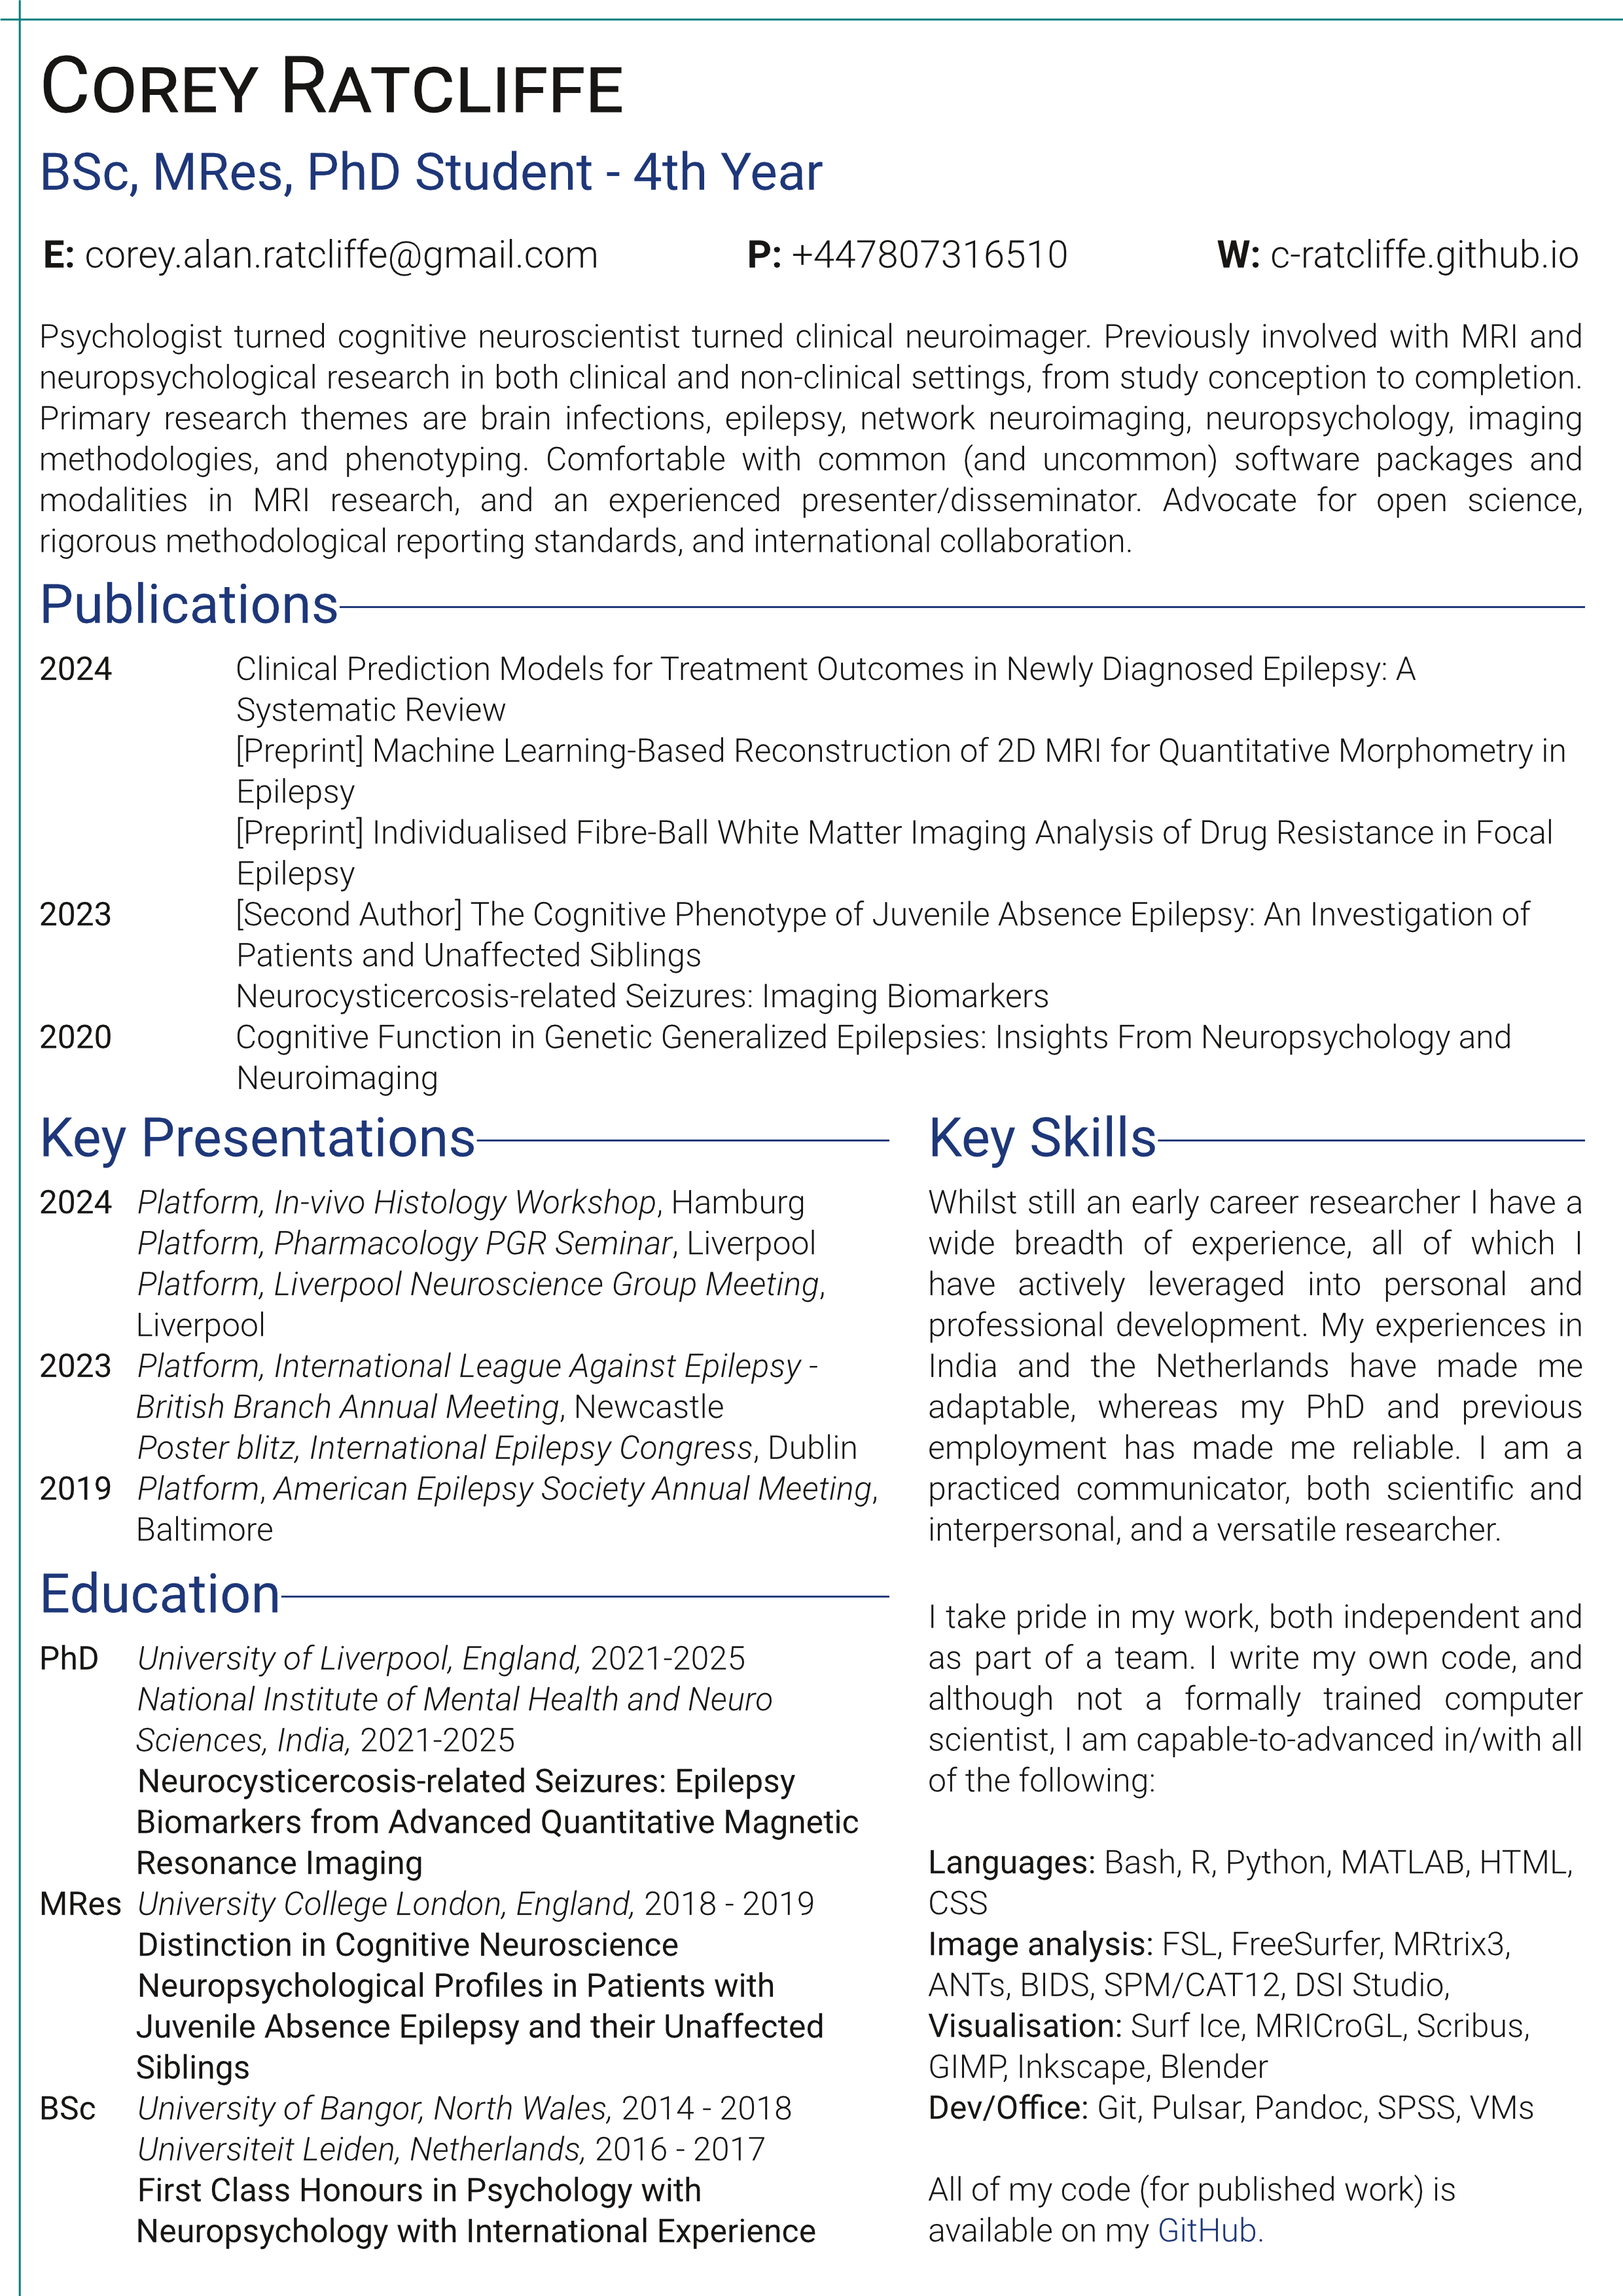 Corey Ratcliffe
BSc, MRes, PhD Student - 4th Year
E: corey.alan.ratcliffe@gmail.com P: +447807316510 W: c-ratcliffe.github.io
Psychologist turned cognitive neuroscientist turned clinical neuroimager. Previously involved with MRI and
neuropsychological research in both clinical and non-clinical settings, from study conception to completion.
Primary research themes are brain infections, epilepsy, network neuroimaging, neuropsychology, imaging
methodologies, and phenotyping. Comfortable with common (and uncommon) software packages and
modalities in MRI research, and an experienced presenter/disseminator. Advocate for open science,
rigorous methodological reporting standards, and international collaboration.
Publications
2024 Clinical Prediction Models for Treatment Outcomes in Newly Diagnosed Epilepsy: A
Systematic Review
[Preprint] Machine Learning-Based Reconstruction of 2D MRI for Quantitative Morphometry in
Epilepsy
[Preprint] Individualised Fibre-Ball White Matter Imaging Analysis of Drug Resistance in Focal
Epilepsy
2023 [Second Author] The Cognitive Phenotype of Juvenile Absence Epilepsy: An Investigation of
Patients and Unaffected Siblings
Neurocysticercosis-related Seizures: Imaging Biomarkers
2020 Cognitive Function in Genetic Generalized Epilepsies: Insights From Neuropsychology and
Neuroimaging
Key Presentations
2024 Platform, In-vivo Histology Workshop, Hamburg
Platform, Pharmacology PGR Seminar, Liverpool
Platform, Liverpool Neuroscience Group Meeting,
Liverpool
2023 Platform, International League Against Epilepsy -
British Branch Annual Meeting, Newcastle
Poster blitz, International Epilepsy Congress, Dublin
2019 Platform, American Epilepsy Society Annual Meeting,
Baltimore
Education
PhD University of Liverpool, England, 2021-2025
National Institute of Mental Health and Neuro
Sciences, India, 2021-2025
Neurocysticercosis-related Seizures: Epilepsy
Biomarkers from Advanced Quantitative Magnetic
Resonance Imaging
MRes University College London, England, 2018 - 2019
Distinction in Cognitive Neuroscience
Neuropsychological Profiles in Patients with
Juvenile Absence Epilepsy and their Unaffected
Siblings
BSc University of Bangor, North Wales, 2014 - 2018
Universiteit Leiden, Netherlands, 2016 - 2017
First Class Honours in Psychology with
Neuropsychology with International Experience
Key Skills
Whilst still an early career researcher I have a
wide breadth of experience, all of which I
have actively leveraged into personal and
professional development. My experiences in
India and the Netherlands have made me
adaptable, whereas my PhD and previous
employment has made me reliable. I am a
practiced communicator, both scientific and
interpersonal, and a versatile researcher.
I take pride in my work, both independent and
as part of a team. I write my own code, and
although not a formally trained computer
scientist, I am capable-to-advanced in/with all
of the following:
Languages: Bash, R, Python, MATLAB, HTML,
CSS
Image analysis: FSL, FreeSurfer, MRtrix3,
ANTs, BIDS, SPM/CAT12, DSI Studio,
Visualisation: Surf Ice, MRICroGL, Scribus,
GIMP, Inkscape, Blender
Dev/Office: Git, Pulsar, Pandoc, SPSS, VMs
All of my code (for published work) is
available on my GitHub.